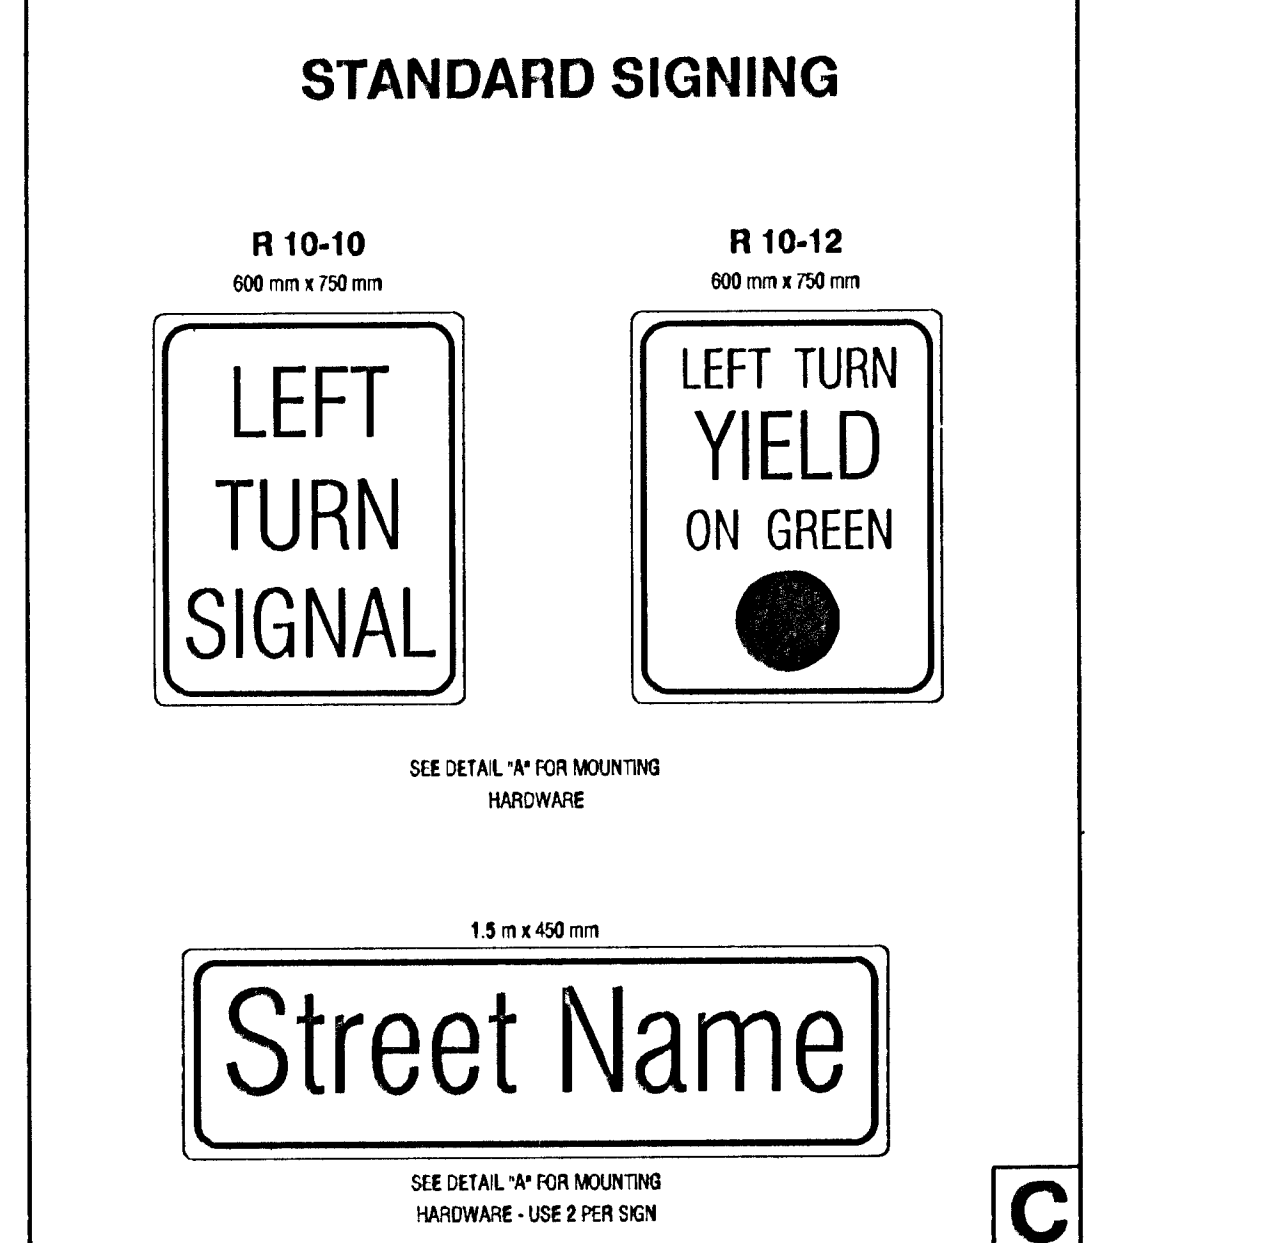 STANDARD SIGNING
R 10-10
600 mm x 750 mm
LEFT
TURN
SIGNAL
R 10-12
600 mm x 750 mm
LEFT TURN
YIELD
ON GREEN
SEE DETAIL "A" FOR MOUNTING
HARDWARE
1.5 m x 450 mm
Street Name
SEE DETAIL "A" FOR MOUNTING
HARDWARE - USE 2 PER SIGN
C